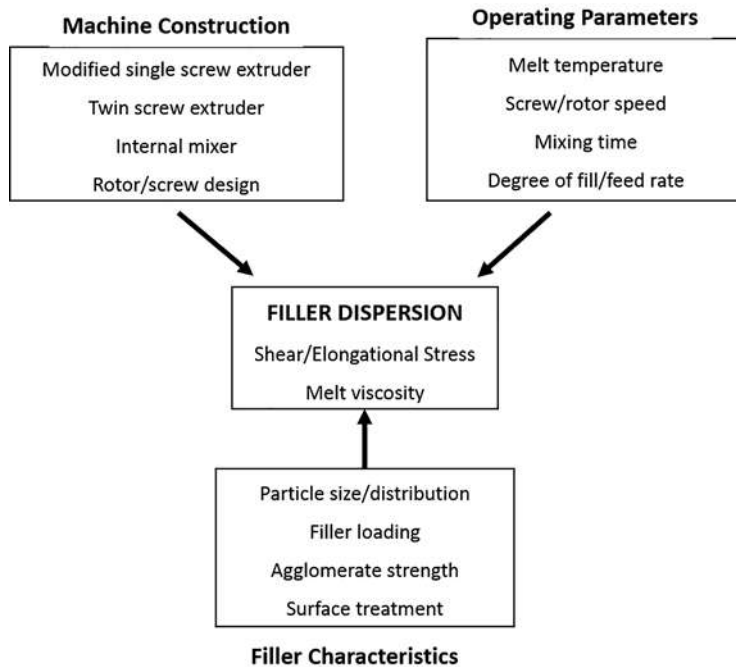 Machine Construction
Modified single screw extruder
Twin screw extruder
Internal mixer
Rotor/screw design
Operating Parameters
Melt temperature
Screw/rotor speed
Mixing time
Degree of fill/feed rate
FILLER DISPERSION
Shear/Elongational Stress
Melt viscosity
Particle size/distribution
Filler loading
Agglomerate strength
Surface treatment
Filler Characteristics